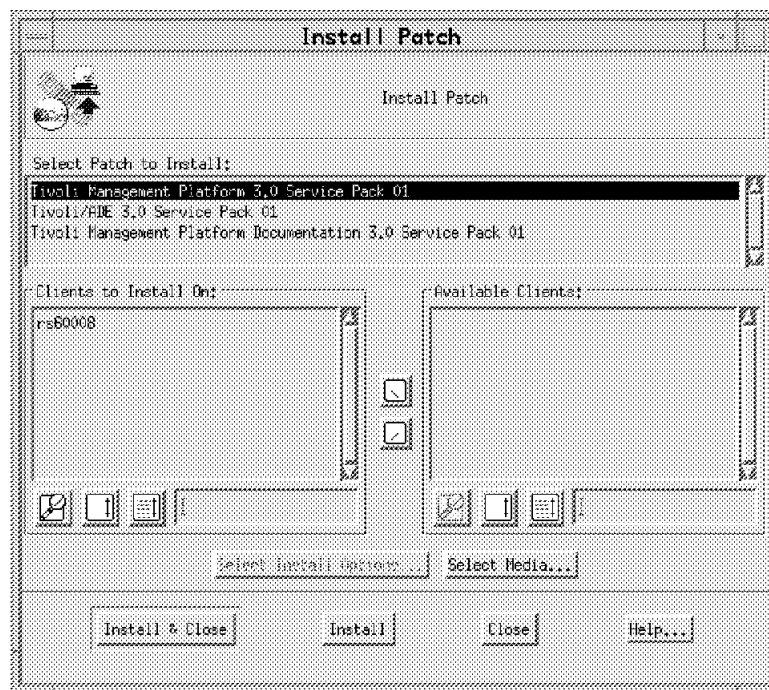 Install Patch
Install Patch
Select Patch to Install:
Tivoli Management Platform 3.0 Service Pack 01
Tivoli/ADE 3.0 Service Pack 01
Tivoli Management Platform Documentation 3.0 Service Pack 01
Clients to Install On:
Available Clients:
rs60008
Select Install Options...
Select Media...
Install & Close
Install
Close
Help...